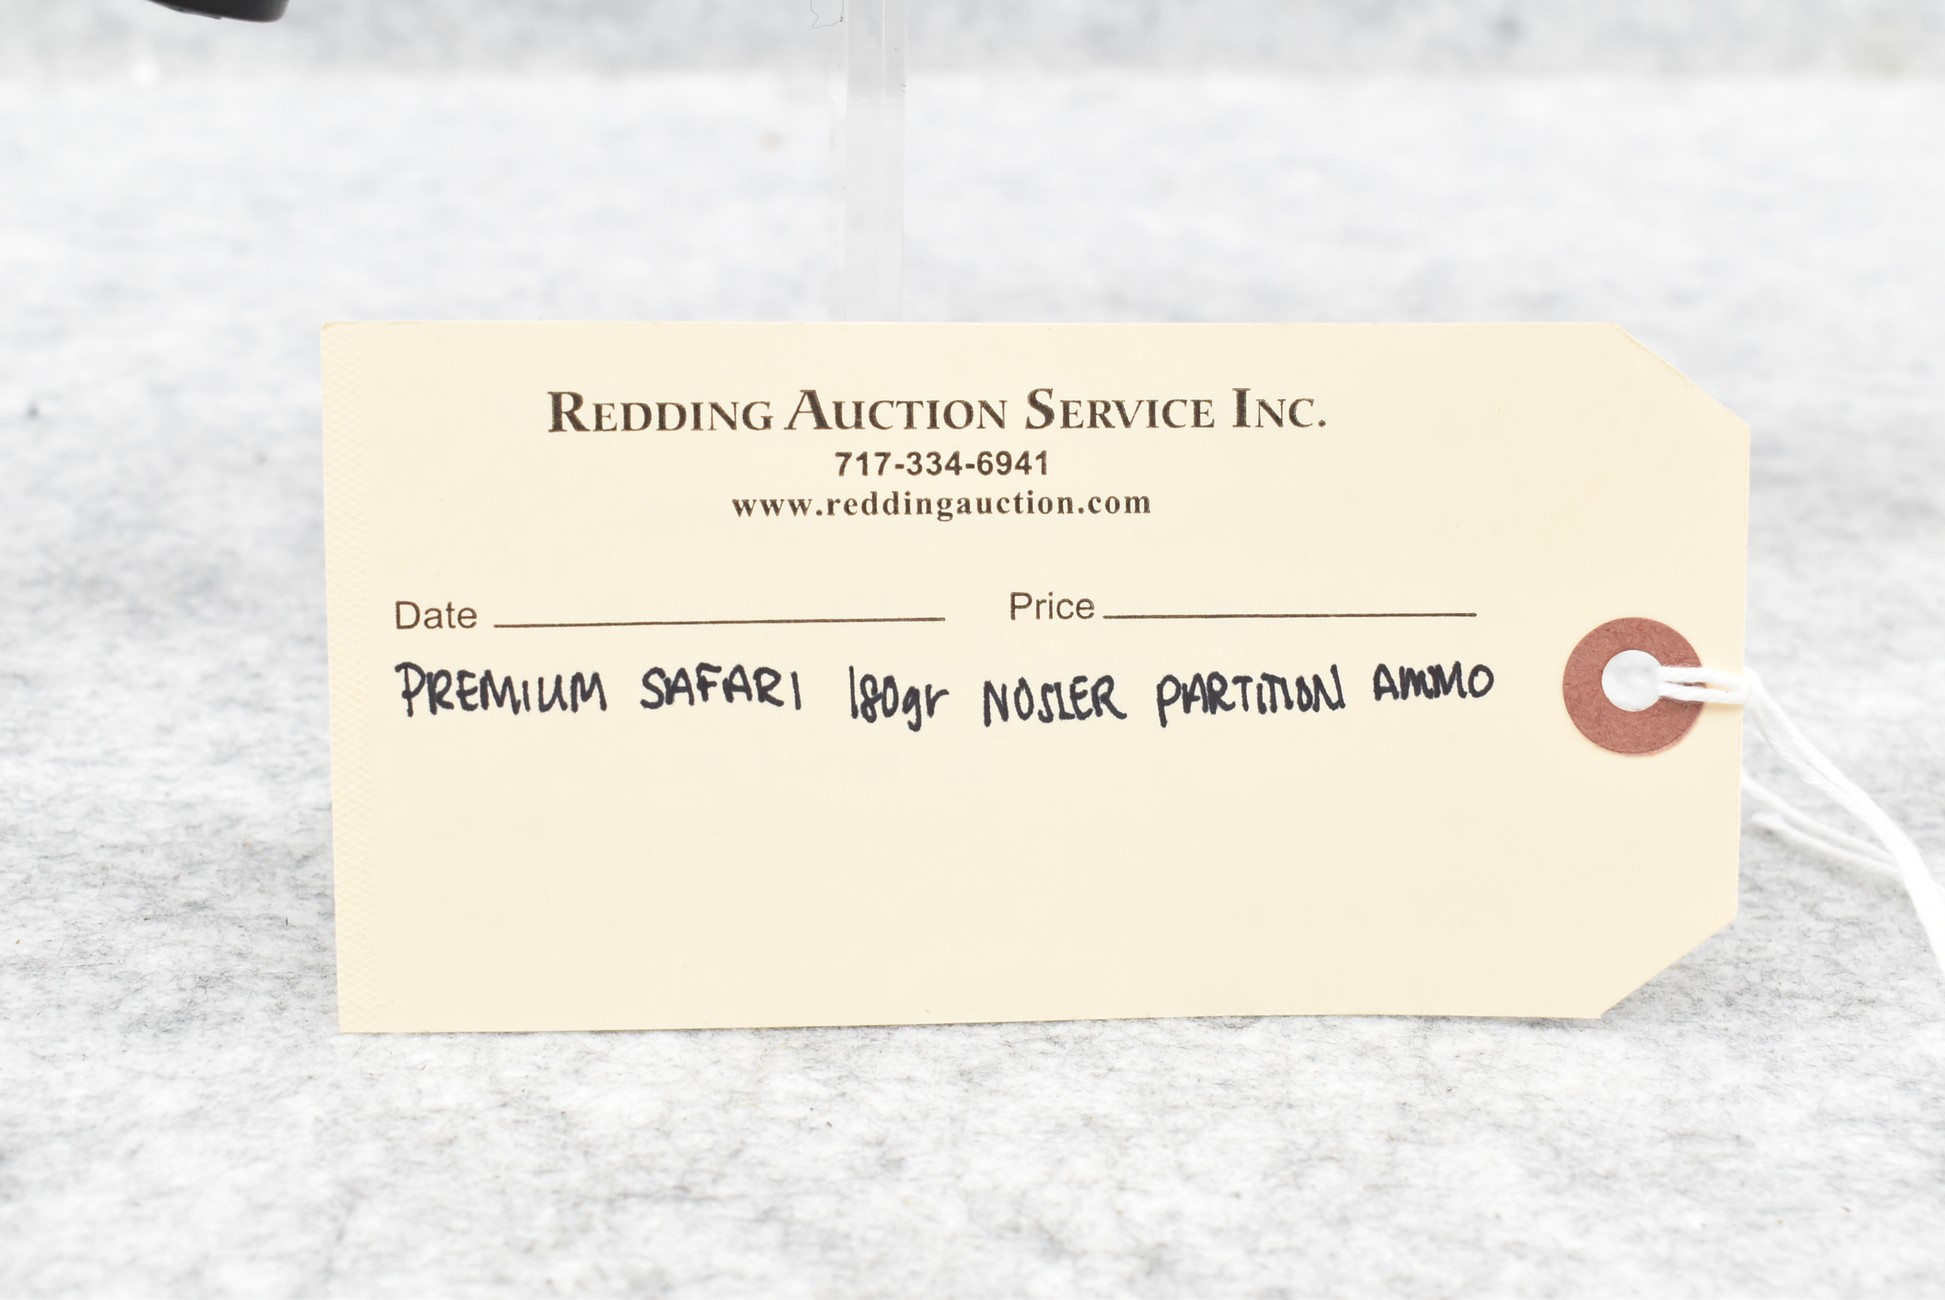 REDDING AUCTION SERVICE INC.
717-334-6941
www.reddingauction.com
Date Price
PREMIUM SAFARI 180gr NOSLER PARTITION AMMO